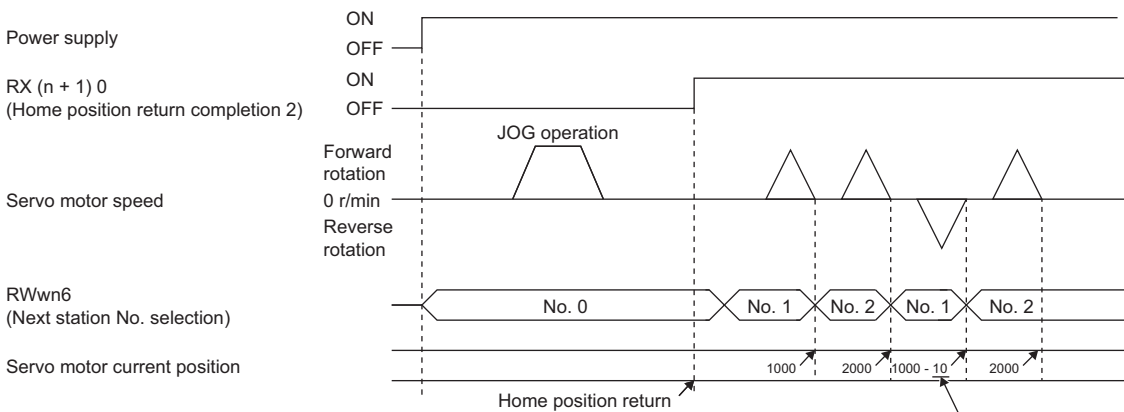 ON
Power supply
OFF
RX (n + 1) 0
ON
(Home position return completion 2)
OFF
JOG operation
Forward
rotation
Servo motor speed
0 r/min
Reverse
rotation
RWwn6
(Next station No. selection)
No. 0
No. 1
No. 2
No. 1
No. 2
Servo motor current position
1000
2000
1000 - 10
2000
Home position return